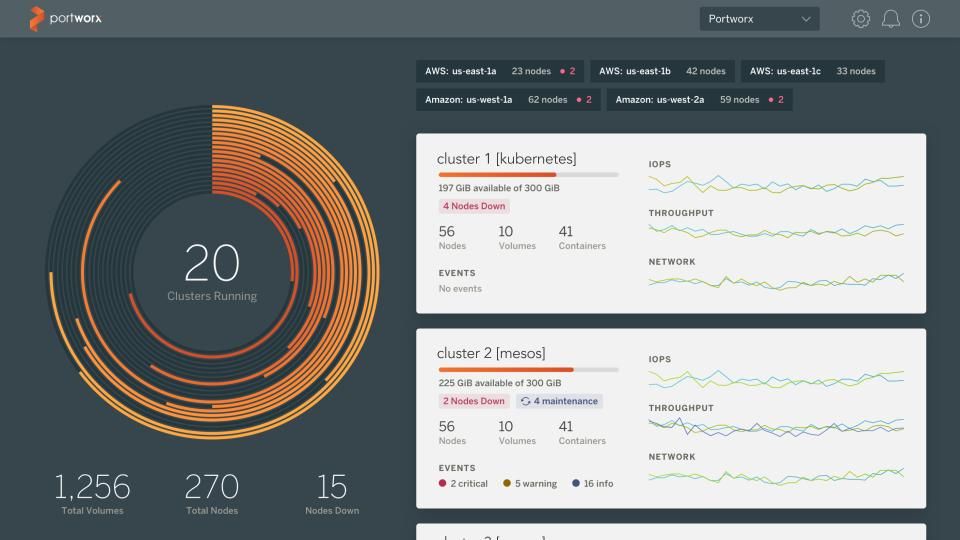 portworx
Portworx
AWS: us-east-1a 23 nodes • 2
AWS: us-east-1b 42 nodes
AWS: us-east-1c 33 nodes
Amazon: us-west-1a 62 nodes • 2
Amazon: us-west-2a 59 nodes • 2
20
Clusters Running
1,256
Total Volumes
270
Total Nodes
15
Nodes Down
cluster 1 [kubernetes]
197 GiB available of 300 GiB
4 Nodes Down
56 10 41
Nodes Volumes Containers
EVENTS
No events
IOPS
THROUGHPUT
NETWORK
cluster 2 [mesos]
225 GiB available of 300 GiB
2 Nodes Down 4 maintenance
56 10 41
Nodes Volumes Containers
EVENTS
2 critical 5 warning 16 info
IOPS
THROUGHPUT
NETWORK